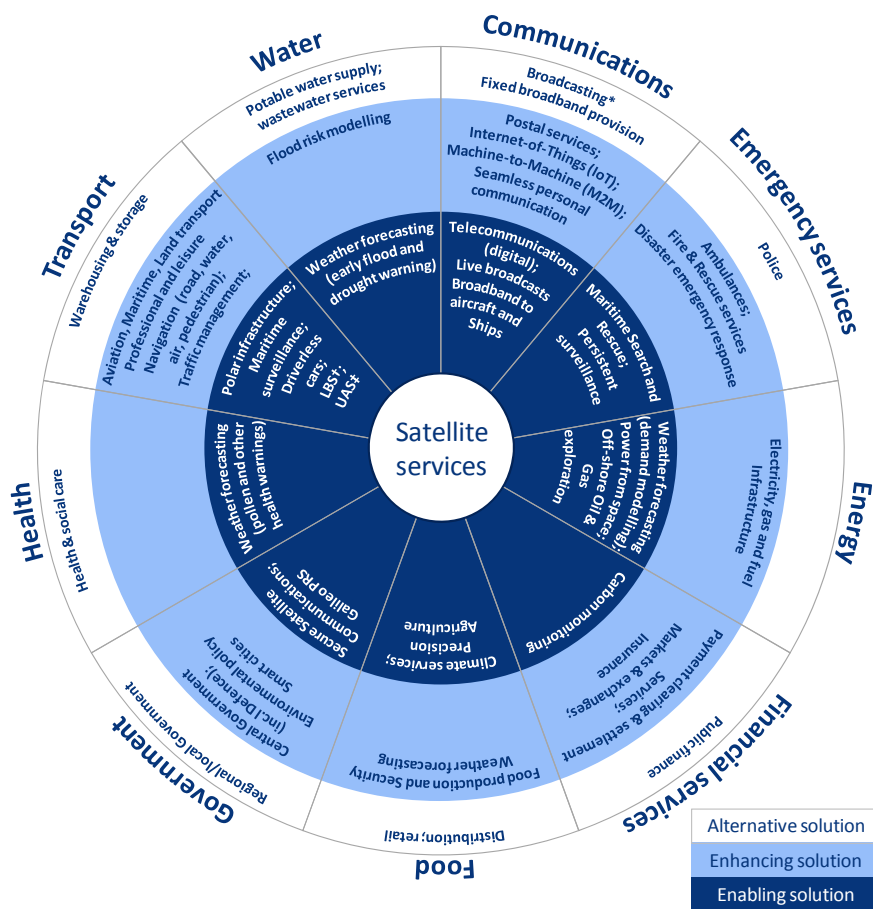 Communications
Broadcasting*
Fixed broadband provision
Postal services;
Internet-of-Things (IoT);
Machine-to-Machine (M2M);
Seamless personal
communication
Telecommunications
(digital);
Live broadcasts
Broadband to
aircraft and
Ships
Emergency services
Police
Ambulances;
Fire & Rescue services
Disaster emergency response
Maritime Search and
Rescue;
Persistent
surveillance
Energy
Electricity, gas and fuel
Infrastructure
Weather forecasting
(demand modelling);
Power from space;
Off-shore Oil &
Gas
exploration
Financial services
Public finance
Payment clearing & settlement
Services;
Markets & exchanges;
Insurance
Carbon monitoring
Food
Distribution; retail
Food production and Security
Weather forecasting
Climate services;
Precision
Agriculture
Government
Regional/local Government
Central Government
(inc. Defence);
Environmental policy
Smart cities
Secure Satellite
Communications;
Galileo PRS
Health
Health & social care
Weather forecasting
(pollen and other
health warnings)
Transport
Warehousing & storage
Aviation, Maritime, Land transport
Professional and leisure
Navigation (road, water,
air, pedestrian);
Traffic management;
Polar infrastructure;
Maritime
surveillance;
Driverless
cars;
LBS†;
UAS‡
Water
Potable water supply;
wastewater services
Flood risk modelling
Weather forecasting
(early flood and
drought warning)
Satellite
services
Alternative solution
Enhancing solution
Enabling solution